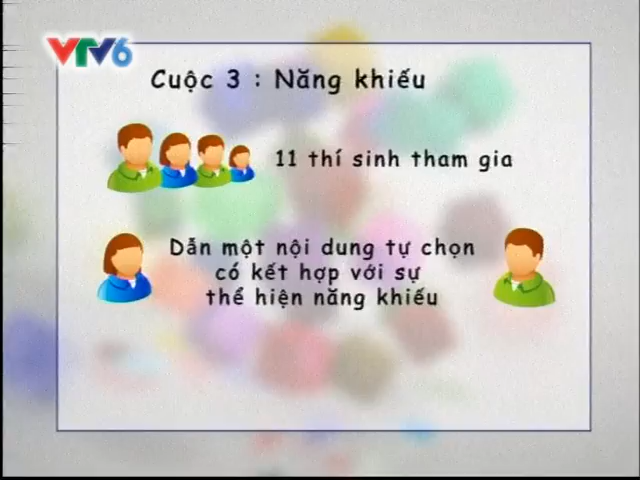 VTV6
Cuộc 3 : Năng khiếu
11 thí sinh tham gia
Dẫn một nội dung tự chọn
có kết hợp với sự
thể hiện năng khiếu